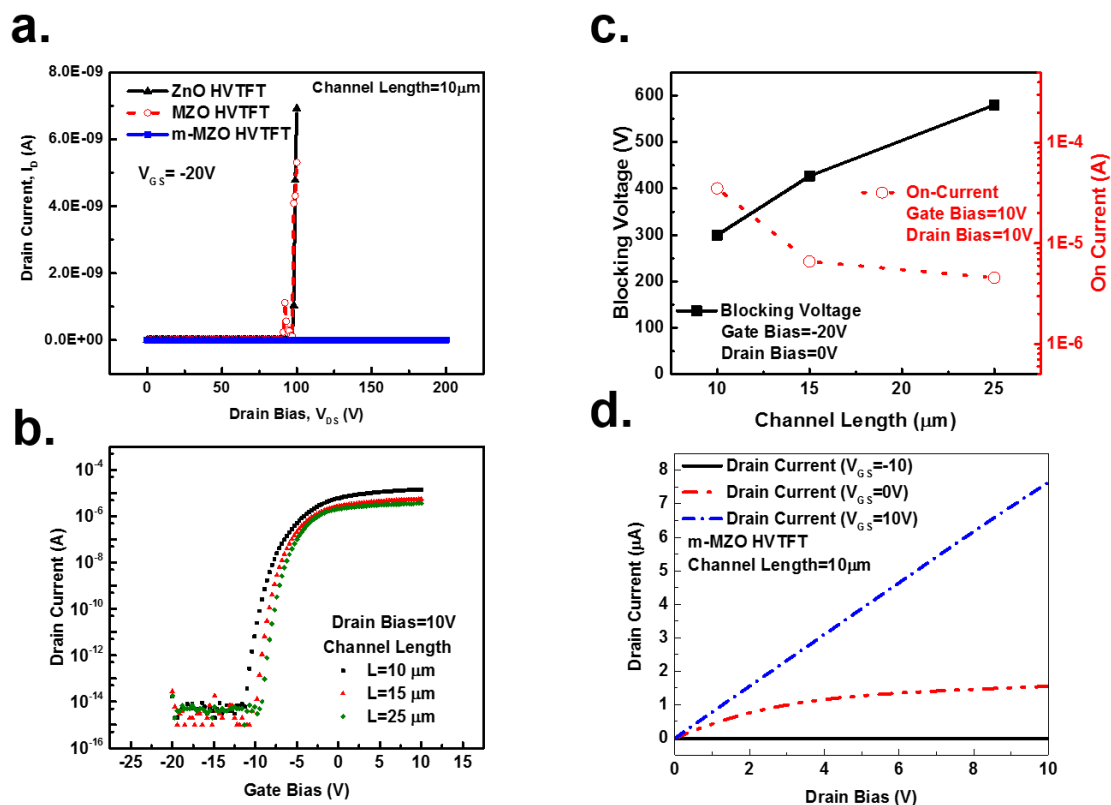 a.
8.0E-09
6.0E-09
4.0E-09
2.0E-09
0.0E+00
Drain Current, I_D (A)
ZnO HVTFT
MZO HVTFT
m-MZO HVTFT
Channel Length=10μm
V_GS= -20V
0 50 100 150 200
Drain Bias, V_DS (V)
b.
10^-4
10^-6
10^-8
10^-10
10^-12
10^-14
10^-16
Drain Current (A)
Drain Bias=10V
Channel Length
L=10 μm
L=15 μm
L=25 μm
-25 -20 -15 -10 -5 0 5 10 15
Gate Bias (V)
c.
600
500
400
300
200
100
0
Blocking Voltage (V)
On-Current
Gate Bias=10V
Drain Bias=10V
Blocking Voltage
Gate Bias=-20V
Drain Bias=0V
1E-4
1E-5
1E-6
On Current (A)
10 15 20 25
Channel Length (μm)
d.
8
7
6
5
4
3
2
1
0
Drain Current (μA)
Drain Current (V_GS=-10)
Drain Current (V_GS=0V)
Drain Current (V_GS=10V)
m-MZO HVTFT
Channel Length=10μm
0 2 4 6 8 10
Drain Bias (V)